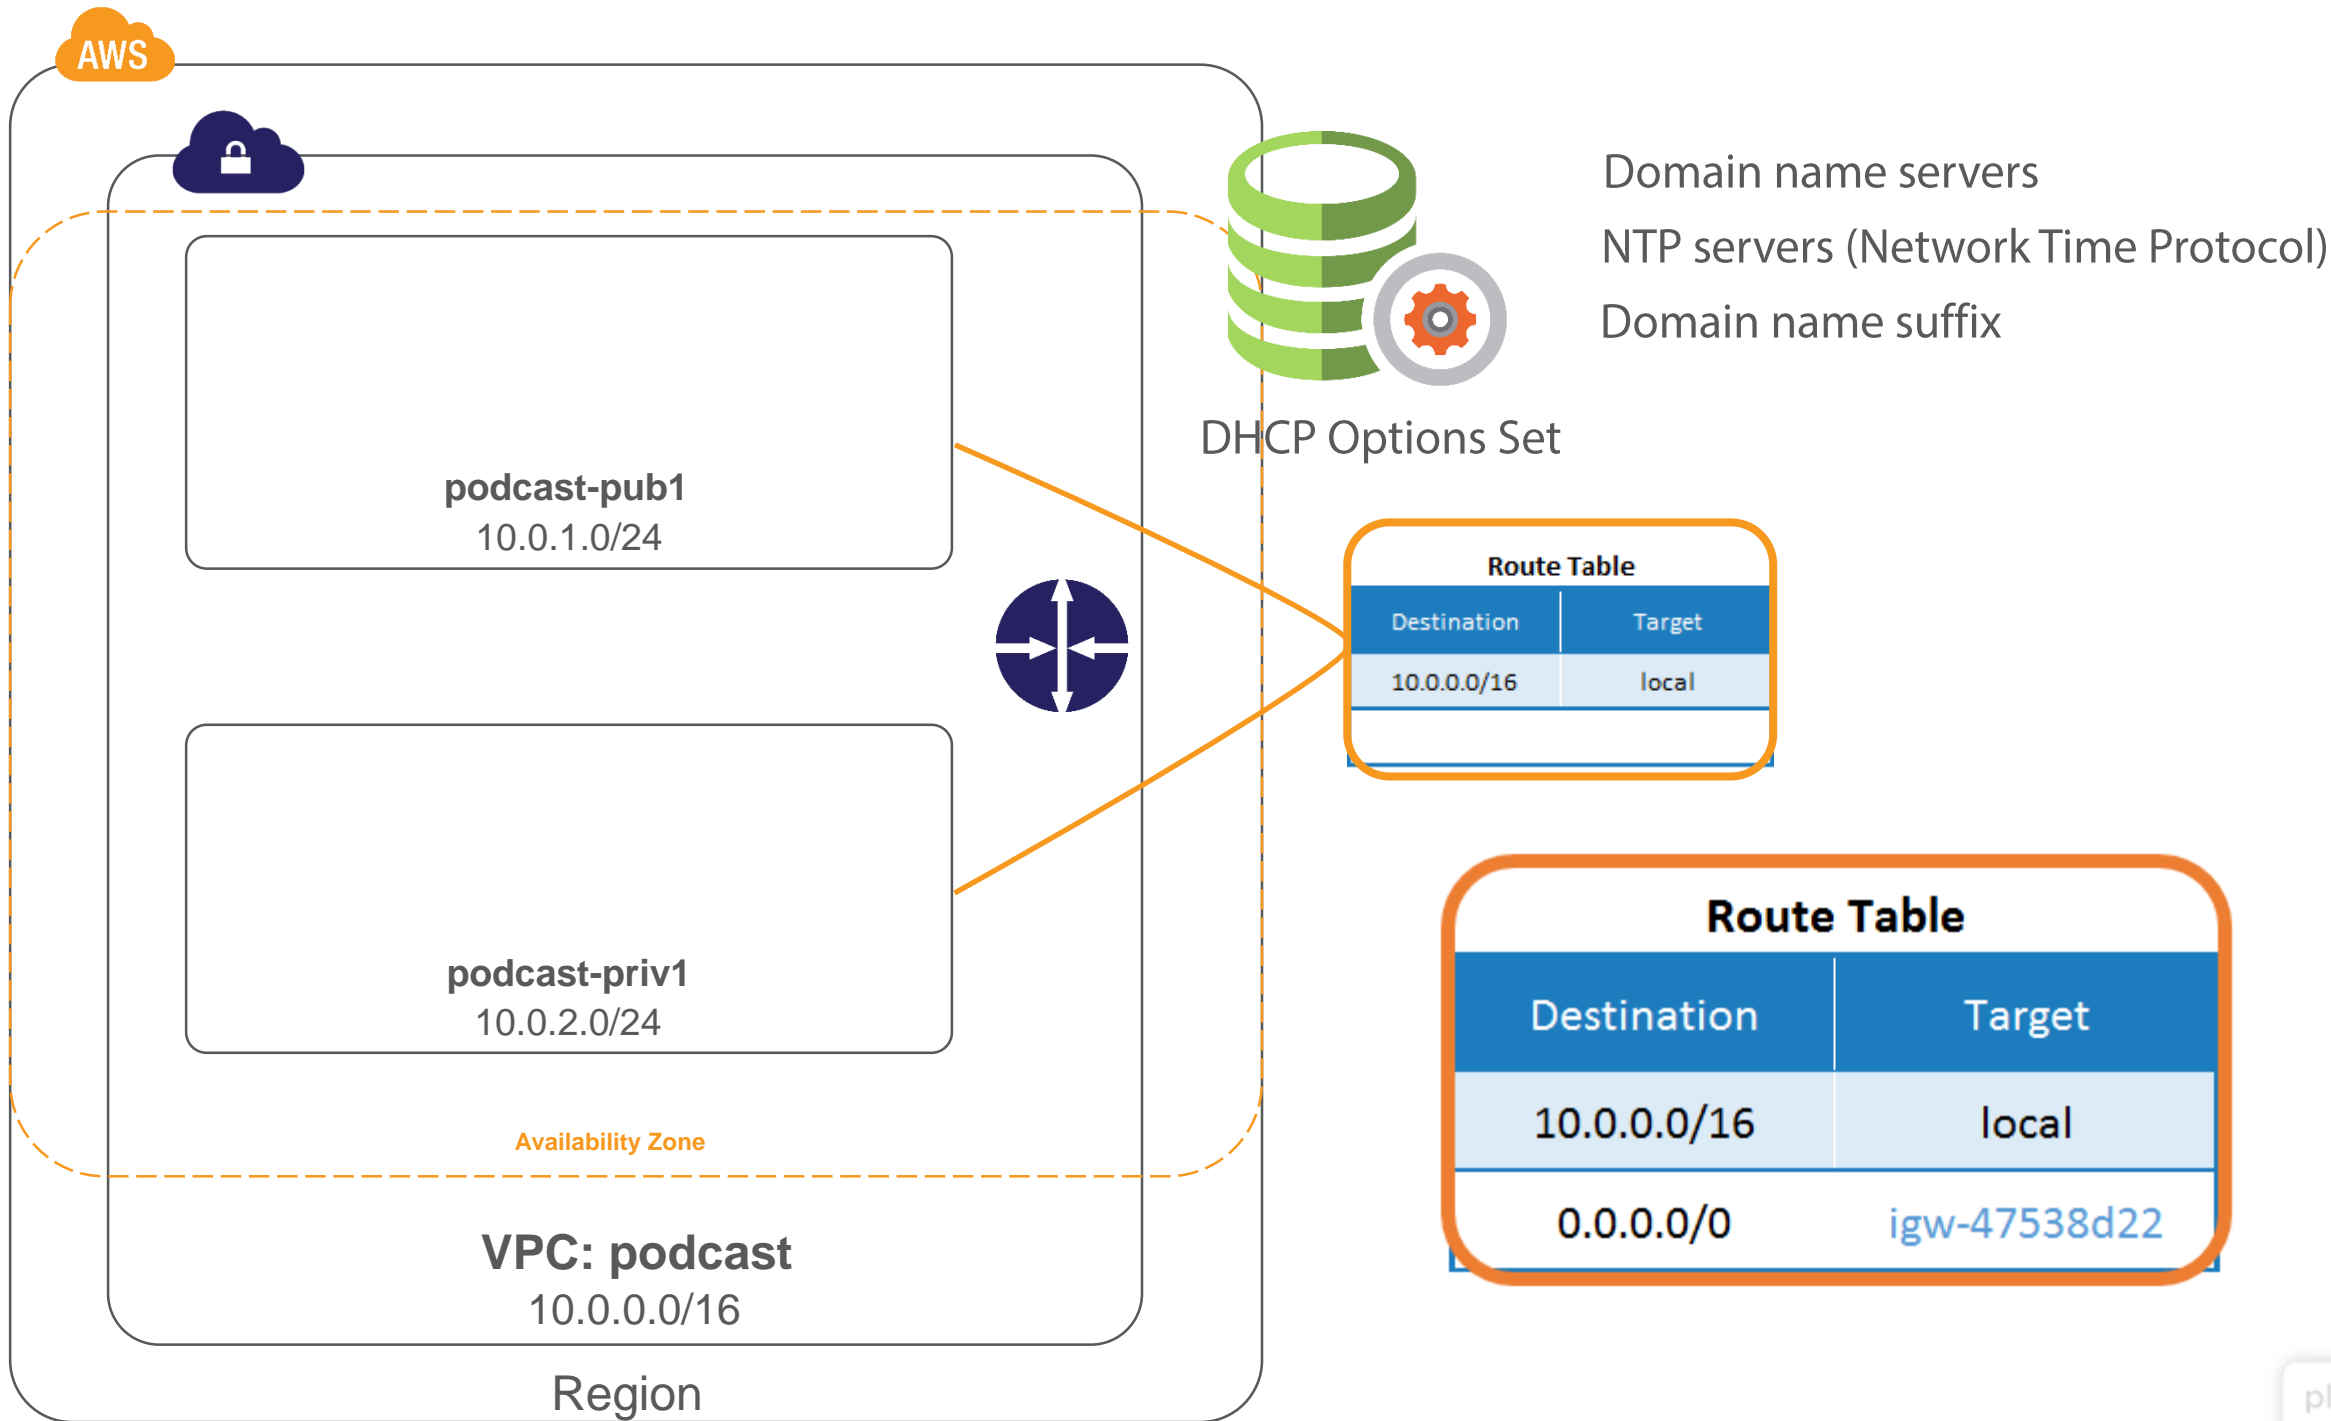 AWS
Domain name servers
NTP servers (Network Time Protocol)
Domain name suffix
DHCP Options Set
podcast-pub1
10.0.1.0/24
Route Table
Destination Target
10.0.0.0/16 local
podcast-priv1
10.0.2.0/24
Availability Zone
Route Table
Destination Target
10.0.0.0/16 local
0.0.0.0/0 igw-47538d22
VPC: podcast
10.0.0.0/16
Region